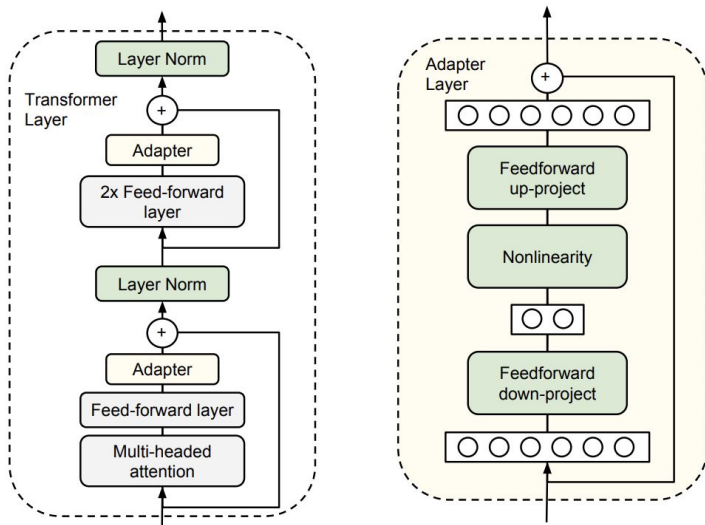 Transformer
Layer
Layer Norm
+
Adapter
2x Feed-forward
layer
Layer Norm
+
Adapter
Feed-forward layer
Multi-headed
attention
Adapter
Layer
+
Feedforward
up-project
Nonlinearity
Feedforward
down-project